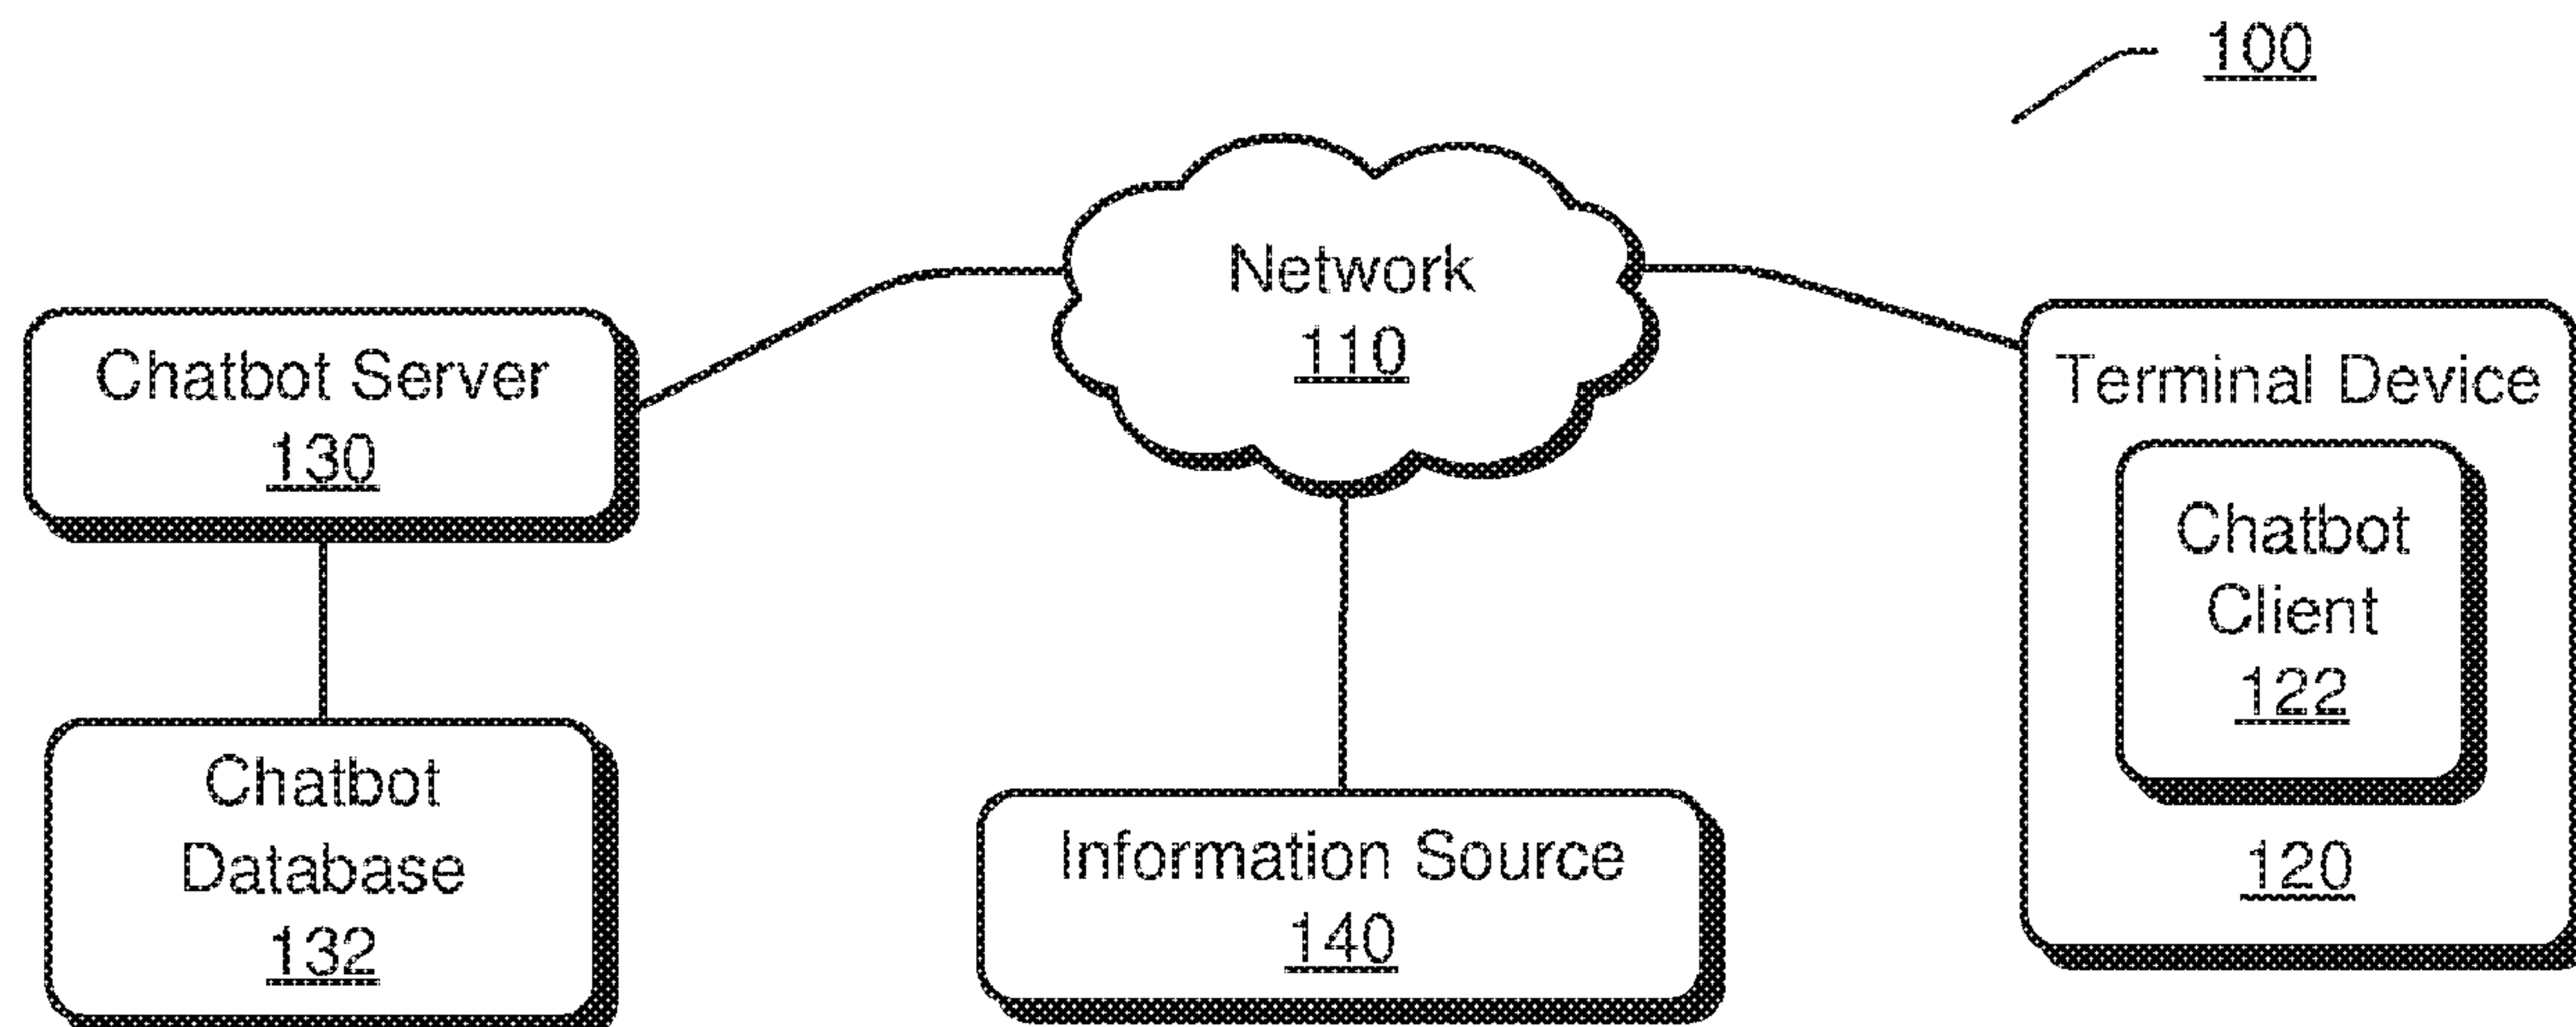 100
Network
110
Chatbot Server
130
Terminal Device
Chatbot
Client
122
120
Chatbot
Database
132
Information Source
140